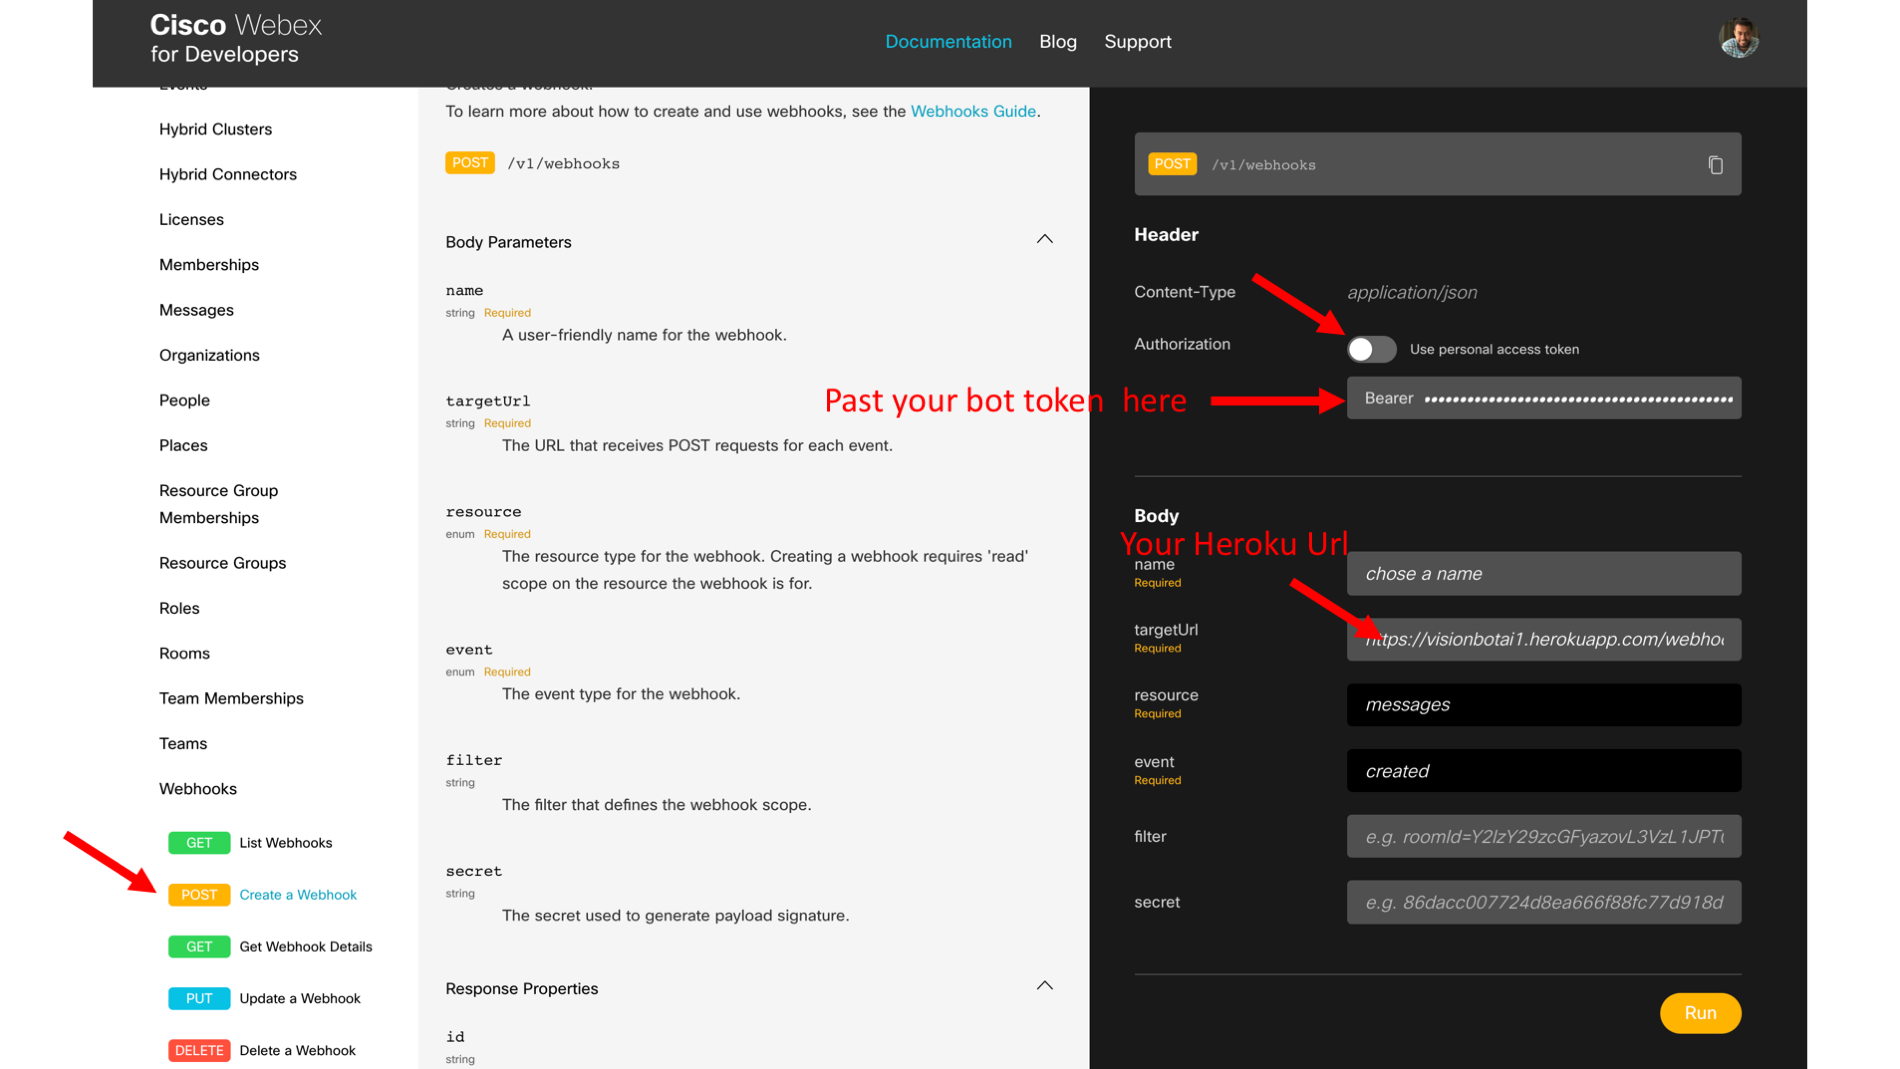 Cisco Webex
for Developers
Documentation
Blog
Support
Events
Hybrid Clusters
Hybrid Connectors
Licenses
Memberships
Messages
Organizations
People
Places
Resource Group
Memberships
Resource Groups
Roles
Rooms
Team Memberships
Teams
Webhooks
GET List Webhooks
POST Create a Webhook
GET Get Webhook Details
PUT Update a Webhook
DELETE Delete a Webhook
Creates a webhook.
To learn more about how to create and use webhooks, see the Webhooks Guide.
POST /v1/webhooks
Body Parameters
name
string Required
A user-friendly name for the webhook.
targetUrl
string Required
The URL that receives POST requests for each event.
resource
enum Required
The resource type for the webhook. Creating a webhook requires 'read'
scope on the resource the webhook is for.
event
enum Required
The event type for the webhook.
filter
string
The filter that defines the webhook scope.
secret
string
The secret used to generate payload signature.
Response Properties
id
string
POST /v1/webhooks
Header
Content-Type application/json
Authorization
Use personal access token
Past your bot token here
Bearer ••••••••••••••••••••••••••••••••••••••••••••
Body
Your Heroku Url
name
Required
chose a name
targetUrl
Required
https://visionbotai1.herokuapp.com/webhoo
resource
Required
messages
event
Required
created
filter
e.g. roomId=Y2lzY29zcGFyazovL3VzL1JPT
secret
e.g. 86dacc007724d8ea666f88fc77d918d
Run